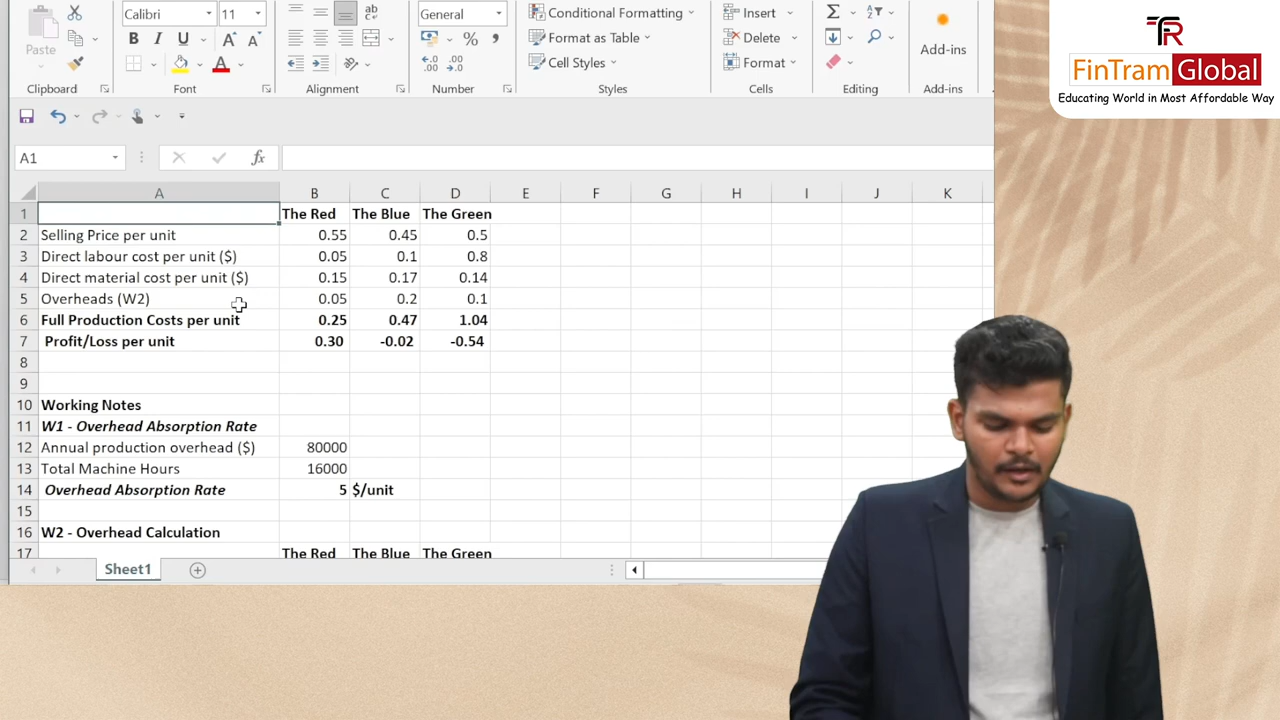 Calibri 11 ab General Conditional Formatting Insert Σ
Paste B I U A A % Format as Table Delete Add-ins
A Cell Styles Format
Clipboard Font Alignment Number Styles Cells Editing Add-ins
A1 fx
A B C D E F G H I J K
1 The Red The Blue The Green
2 Selling Price per unit 0.55 0.45 0.5
3 Direct labour cost per unit ($) 0.05 0.1 0.8
4 Direct material cost per unit ($) 0.15 0.17 0.14
5 Overheads (W2) 0.05 0.2 0.1
6 Full Production Costs per unit 0.25 0.47 1.04
7 Profit/Loss per unit 0.30 -0.02 -0.54
8
9
10 Working Notes
11 W1 - Overhead Absorption Rate
12 Annual production overhead ($) 80000
13 Total Machine Hours 16000
14 Overhead Absorption Rate 5 $/unit
15
16 W2 - Overhead Calculation
17 The Red The Blue The Green
Sheet1
FinTram Global
Educating World in Most Affordable Way